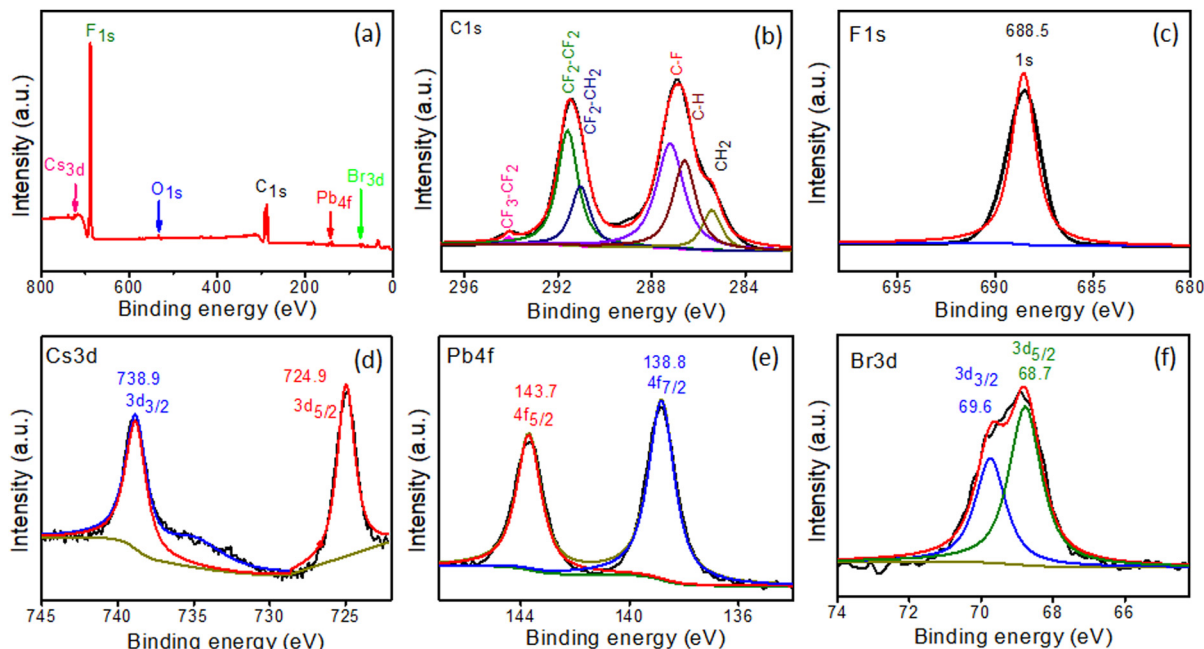 (a)
F1s
Cs3d
O1s
C1s
Pb4f
Br3d
Intensity (a.u.)
800 600 400 200 0
Binding energy (eV)
C1s
(b)
CF3-CF2
CF2-CF2
CF2-CH2
C-F
C-H
CH2
Intensity (a.u.)
296 292 288 284
Binding energy (eV)
F1s
688.5
(c)
1s
Intensity (a.u.)
695 690 685 680
Binding energy (eV)
Cs3d
(d)
738.9
3d3/2
724.9
3d5/2
Intensity (a.u.)
745 740 735 730 725
Binding energy (eV)
Pb4f
(e)
143.7
4f5/2
138.8
4f7/2
Intensity (a.u.)
144 140 136
Binding energy (eV)
Br3d
(f)
3d5/2
68.7
3d3/2
69.6
Intensity (a.u.)
74 72 70 68 66
Binding energy (eV)